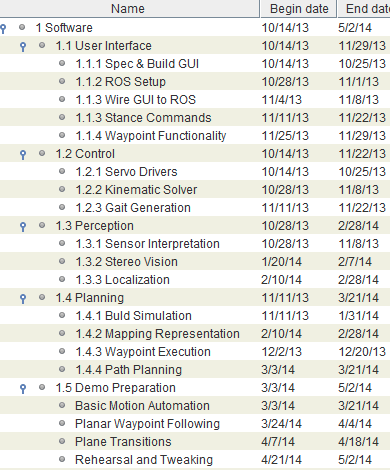 Name Begin date End date
1 Software 10/14/13 5/2/14
1.1 User Interface 10/14/13 11/29/13
1.1.1 Spec & Build GUI 10/14/13 10/25/13
1.1.2 ROS Setup 10/28/13 11/1/13
1.1.3 Wire GUI to ROS 11/4/13 11/8/13
1.1.3 Stance Commands 11/11/13 11/22/13
1.1.4 Waypoint Functionality 11/25/13 11/29/13
1.2 Control 10/14/13 11/22/13
1.2.1 Servo Drivers 10/14/13 10/25/13
1.2.2 Kinematic Solver 10/28/13 11/8/13
1.2.3 Gait Generation 11/11/13 11/22/13
1.3 Perception 10/28/13 2/28/14
1.3.1 Sensor Interpretation 10/28/13 11/8/13
1.3.2 Stereo Vision 1/20/14 2/7/14
1.3.3 Localization 2/10/14 2/28/14
1.4 Planning 11/11/13 3/21/14
1.4.1 Buld Simulation 11/11/13 1/31/14
1.4.2 Mapping Representation 2/10/14 2/28/14
1.4.3 Waypoint Execution 12/2/13 12/20/13
1.4.4 Path Planning 3/3/14 3/21/14
1.5 Demo Preparation 3/3/14 5/2/14
Basic Motion Automation 3/3/14 3/21/14
Planar Waypoint Following 3/24/14 4/4/14
Plane Transitions 4/7/14 4/18/14
Rehearsal and Tweaking 4/21/14 5/2/14